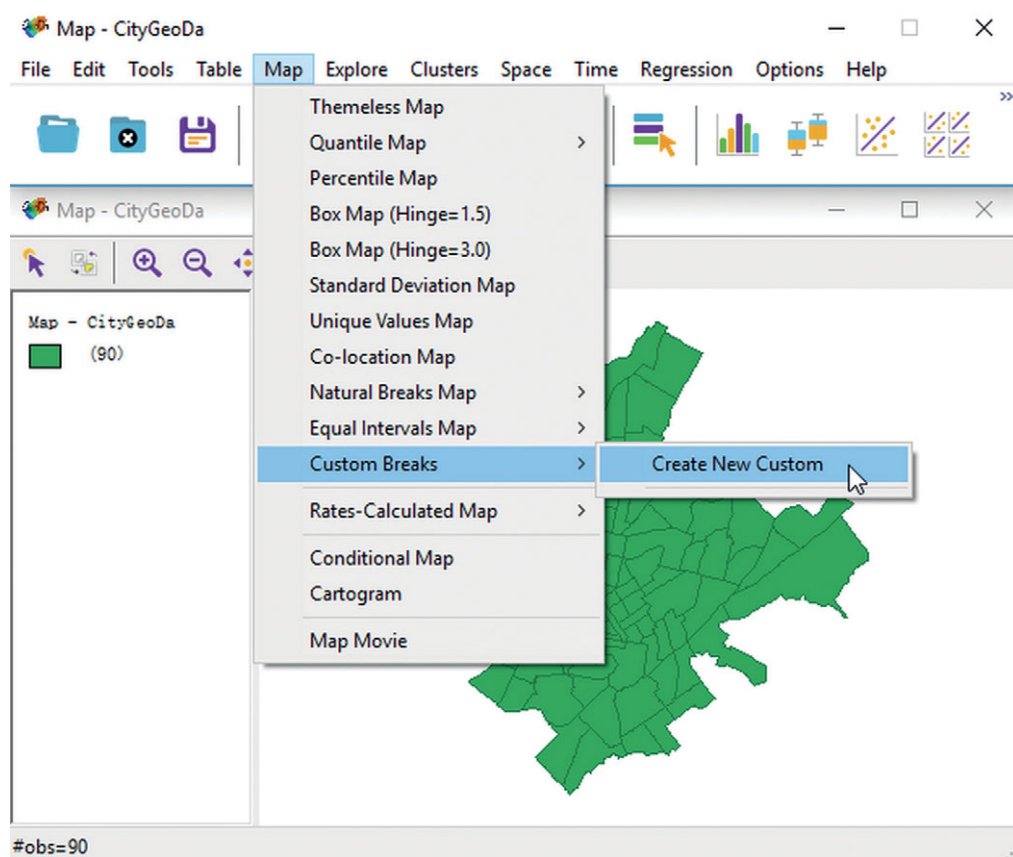 Map - CityGeoDa
File Edit Tools Table Map Explore Clusters Space Time Regression Options Help
Themeless Map
Quantile Map
Percentile Map
Box Map (Hinge=1.5)
Box Map (Hinge=3.0)
Standard Deviation Map
Unique Values Map
Co-location Map
Natural Breaks Map
Equal Intervals Map
Custom Breaks
Create New Custom
Rates-Calculated Map
Conditional Map
Cartogram
Map Movie
Map - CityGeoDa
Map - CityGeoDa
(90)
#obs=90